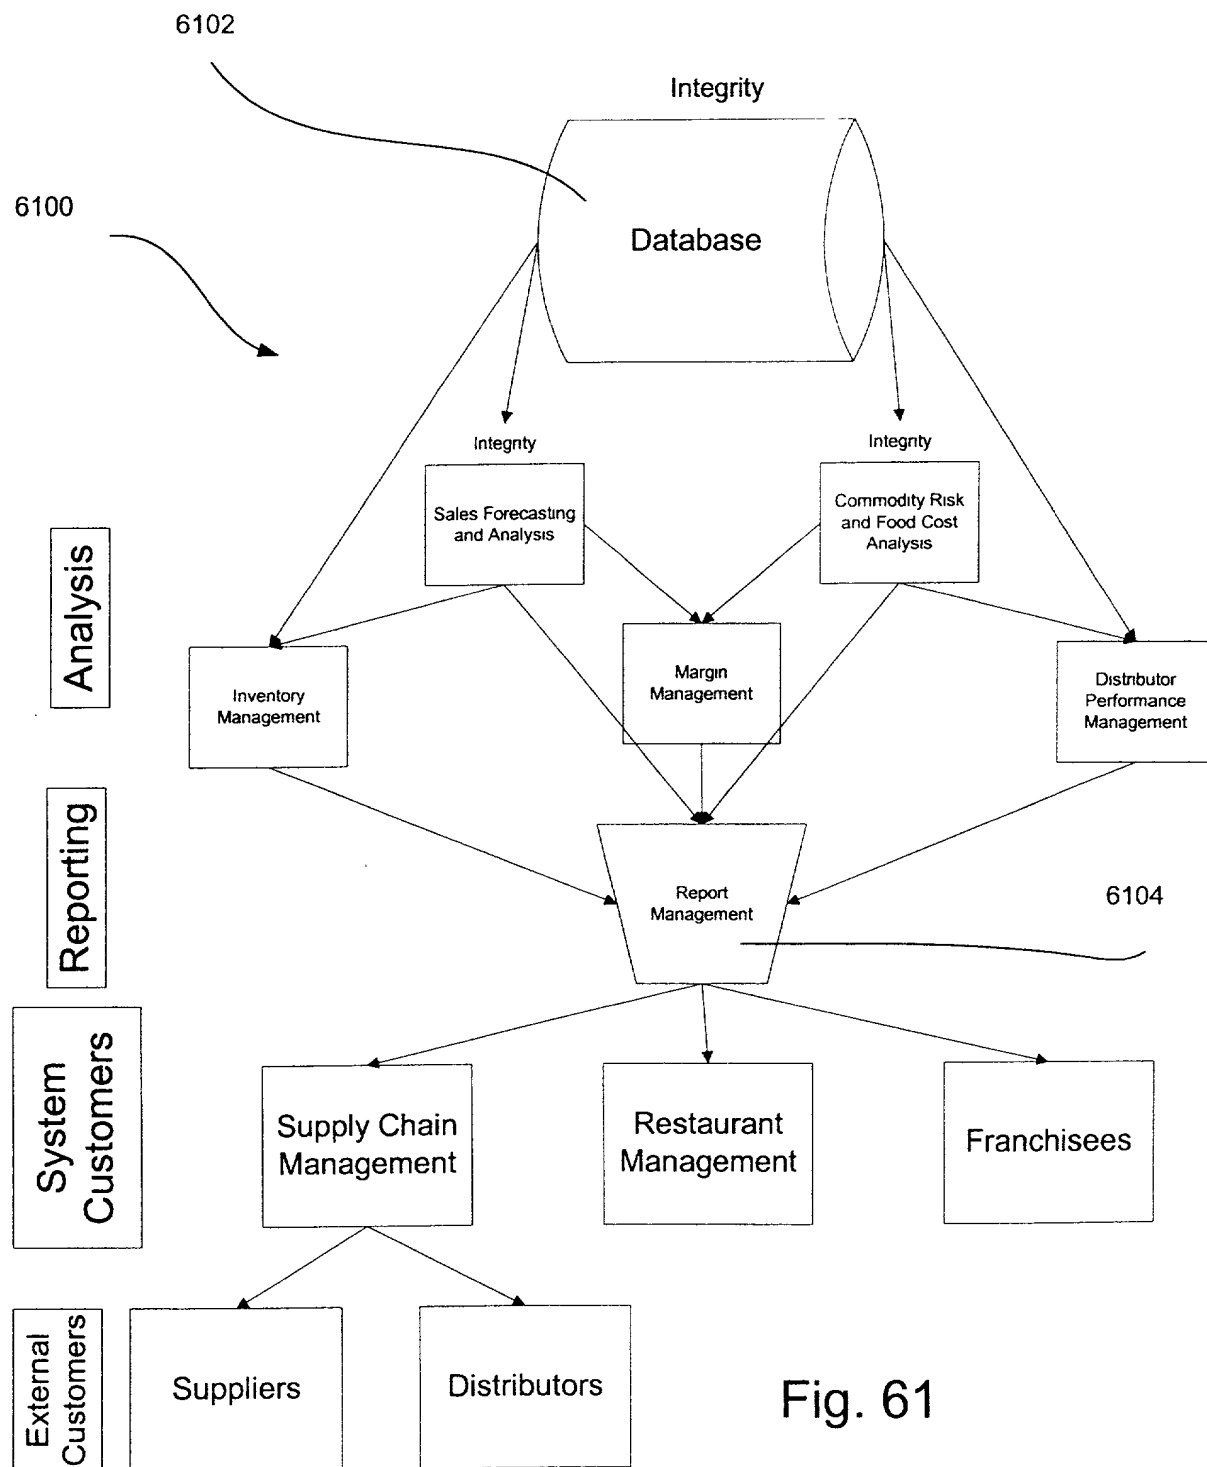 6102
Integrity
6100
Database
Integrity
Integrity
Sales Forecasting
and Analysis
Commodity Risk
and Food Cost
Analysis
Analysis
Inventory
Management
Margin
Management
Distributor
Performance
Management
Reporting
Report
Management
6104
System
Customers
Supply Chain
Management
Restaurant
Management
Franchisees
External
Customers
Suppliers
Distributors
Fig. 61